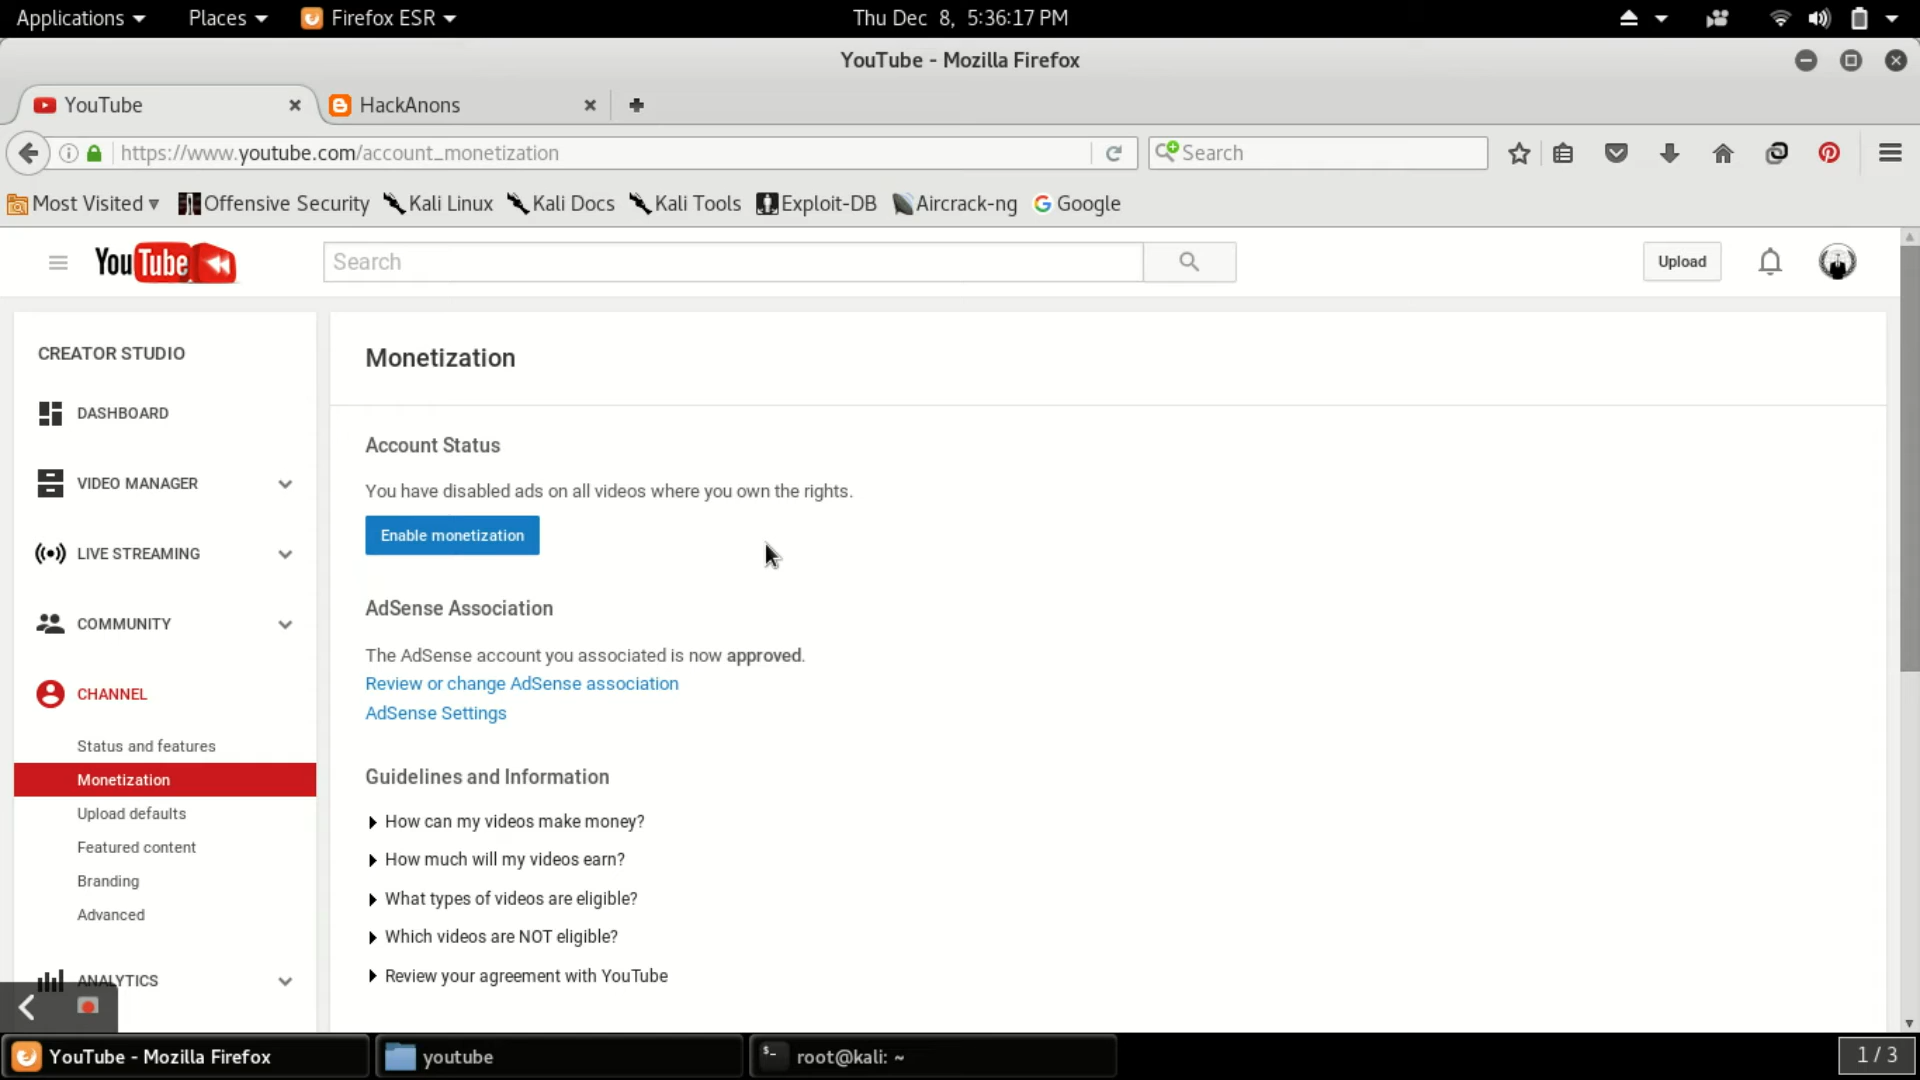 Applications Places Firefox ESR Thu Dec 8, 5:36:17 PM
YouTube - Mozilla Firefox
YouTube HackAnons
https://www.youtube.com/account_monetization Search
Most Visited Offensive Security Kali Linux Kali Docs Kali Tools Exploit-DB Aircrack-ng Google
YouTube Search Upload
CREATOR STUDIO
DASHBOARD
VIDEO MANAGER
LIVE STREAMING
COMMUNITY
CHANNEL
Status and features
Monetization
Upload defaults
Featured content
Branding
Advanced
ANALYTICS
Monetization
Account Status
You have disabled ads on all videos where you own the rights.
Enable monetization
AdSense Association
The AdSense account you associated is now approved.
Review or change AdSense association
AdSense Settings
Guidelines and Information
How can my videos make money?
How much will my videos earn?
What types of videos are eligible?
Which videos are NOT eligible?
Review your agreement with YouTube
YouTube - Mozilla Firefox youtube root@kali: ~ 1 / 3